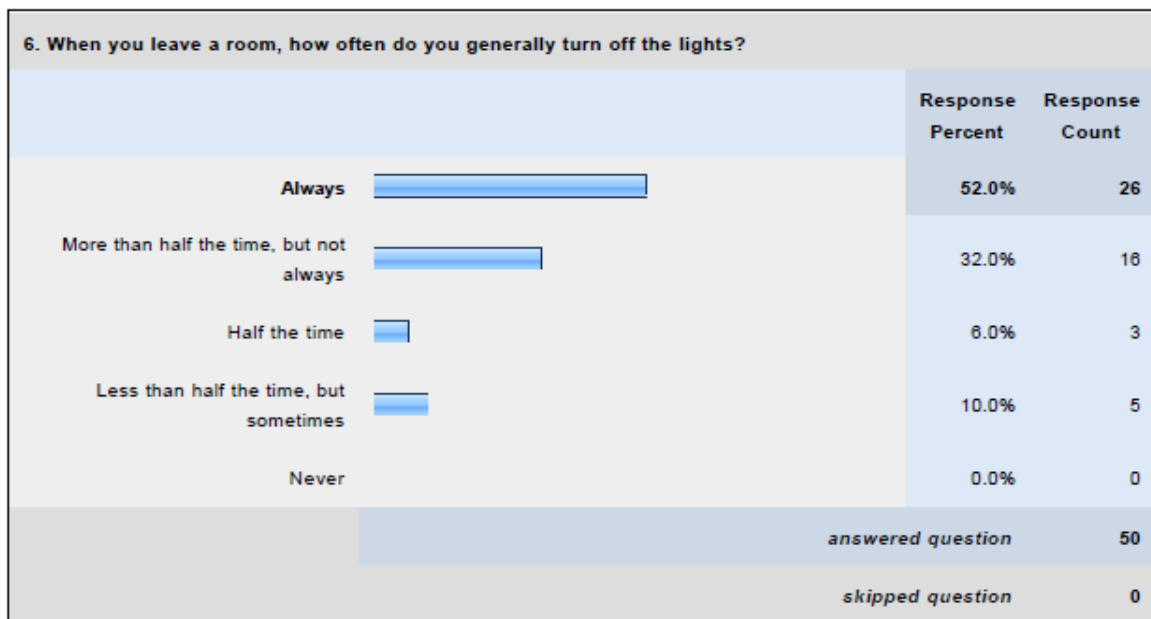 6. When you leave a room, how often do you generally turn off the lights?
Response Percent
Response Count
Always 52.0% 26
More than half the time, but not
always 32.0% 16
Half the time 6.0% 3
Less than half the time, but
sometimes 10.0% 5
Never 0.0% 0
answered question 50
skipped question 0